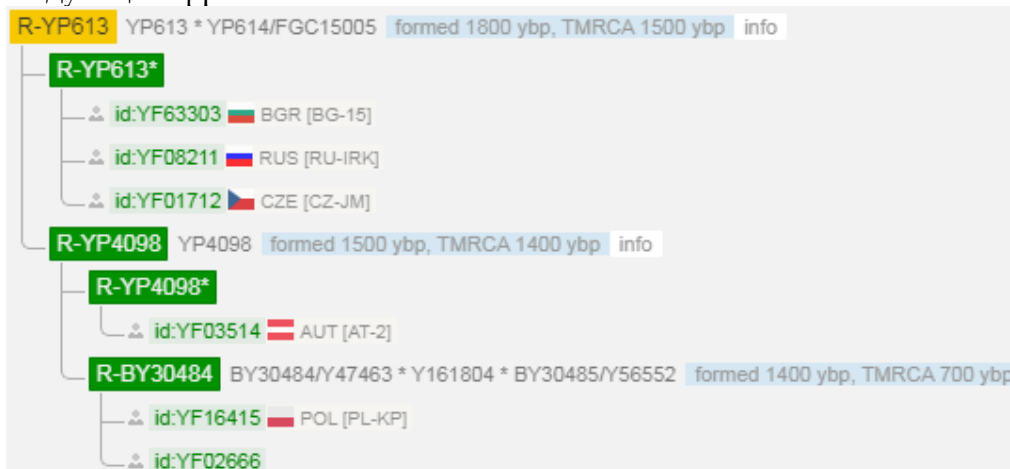 R-YP613 YP613 * YP614/FGC15005 formed 1800 ybp, TMRCA 1500 ybp info
R-YP613*
id:YF63303 BGR [BG-15]
id:YF08211 RUS [RU-IRK]
id:YF01712 CZE [CZ-JM]
R-YP4098 YP4098 formed 1500 ybp, TMRCA 1400 ybp info
R-YP4098*
id:YF03514 AUT [AT-2]
R-BY30484 BY30484/Y47463 * Y161804 * BY30485/Y56552 formed 1400 ybp, TMRCA 700 ybp
id:YF16415 POL [PL-KP]
id:YF02666